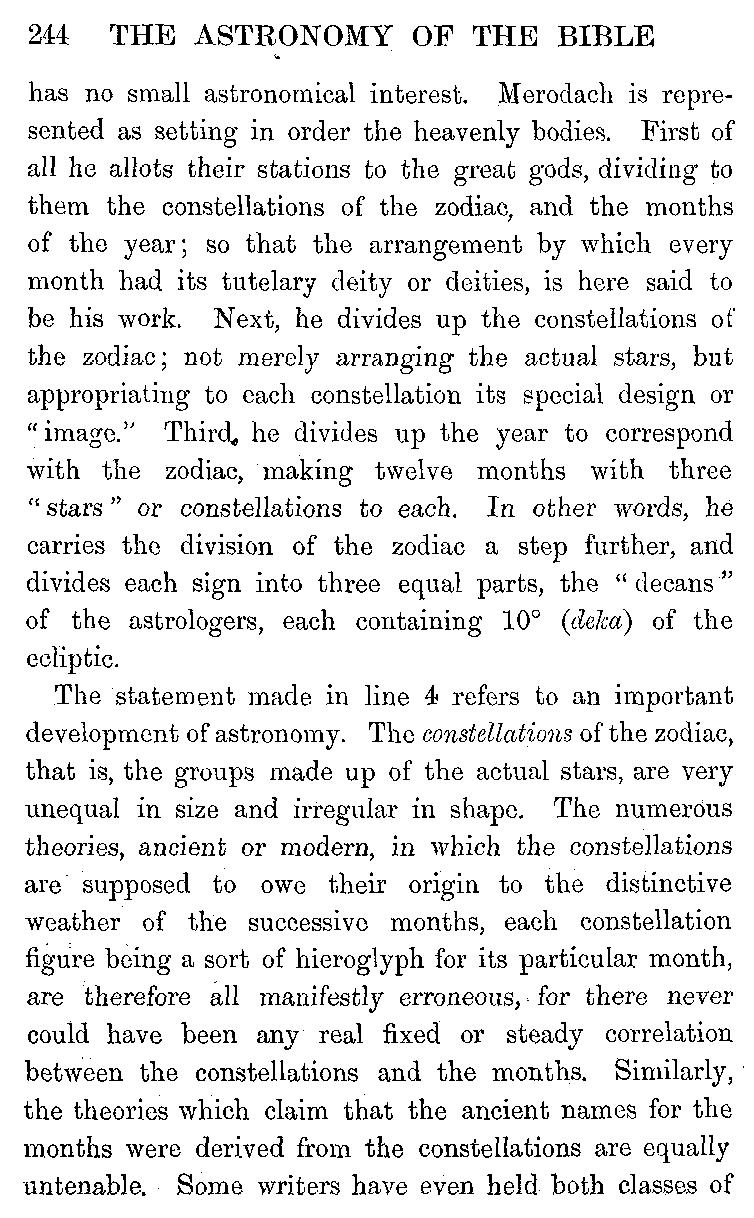 244 THE ASTRONOMY OF THE BIBLE
has no small astronomical interest. Merodach is repre-
sented as setting in order the heavenly bodies. First of
all he allots their stations to the great gods, dividing to
them the constellations of the zodiac, and the months
of the year; so that the arrangement by which every
month had its tutelary deity or deities, is here said to
be his work. Next, he divides up the constellations of
the zodiac; not merely arranging the actual stars, but
appropriating to each constellation its special design or
“image.” Third, he divides up the year to correspond
with the zodiac, making twelve months with three
“stars” or constellations to each. In other words, he
carries the division of the zodiac a step further, and
divides each sign into three equal parts, the “decans”
of the astrologers, each containing 10° (deka) of the
ecliptic.
The statement made in line 4 refers to an important
development of astronomy. The constellations of the zodiac,
that is, the groups made up of the actual stars, are very
unequal in size and irregular in shape. The numerous
theories, ancient or modern, in which the constellations
are supposed to owe their origin to the distinctive
weather of the successive months, each constellation
figure being a sort of hieroglyph for its particular month,
are therefore all manifestly erroneous, for there never
could have been any real fixed or steady correlation
between the constellations and the months. Similarly,
the theories which claim that the ancient names for the
months were derived from the constellations are equally
untenable. Some writers have even held both classes of